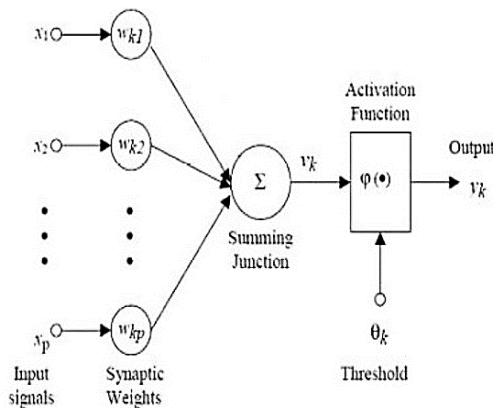 x1
wk1
x2
wk2
xp
wkp
Input
signals
Synaptic
Weights
Σ
Summing
Junction
vk
Activation
Function
φ(•)
Output
yk
θk
Threshold